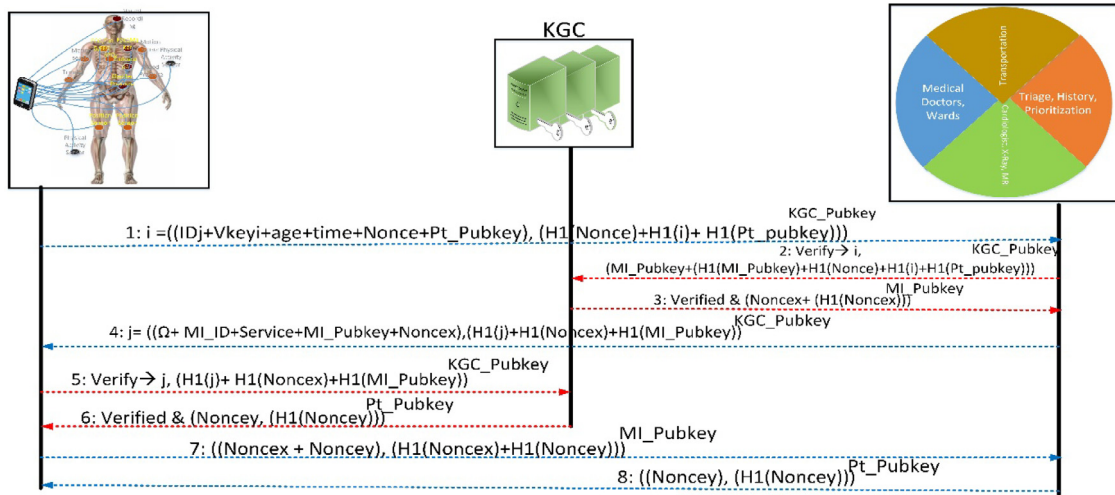 KGC
Physical
Activity
Transportation
Medical
Doctors,
Wards
Triage, History,
Prioritization
Physical
Activity
KGC_Pubkey
1: i =((IDj+Vkeyi+age+time+Nonce+Pt_Pubkey), (H1(Nonce)+H1(i)+ H1(Pt_pubkey)))
2: Verify→ i, KGC_Pubkey
(MI_Pubkey+(H1(MI_Pubkey)+H1(Nonce)+H1(i)+H1(Pt_pubkey)))
MI_Pubkey
3: Verified & (Noncex+ (H1(Noncex)))
KGC_Pubkey
4: j= ((Ω+ MI_ID+Service+MI_Pubkey+Noncex),(H1(j)+H1(Noncex)+H1(MI_Pubkey))
KGC_Pubkey
5: Verify→ j, (H1(j)+ H1(Noncex)+H1(MI_Pubkey))
Pt_Pubkey
6: Verified & (Noncey, (H1(Noncey)))
MI_Pubkey
7: ((Noncex + Noncey), (H1(Noncex)+H1(Noncey)))
Pt_Pubkey
8: ((Noncey), (H1(Noncey)))